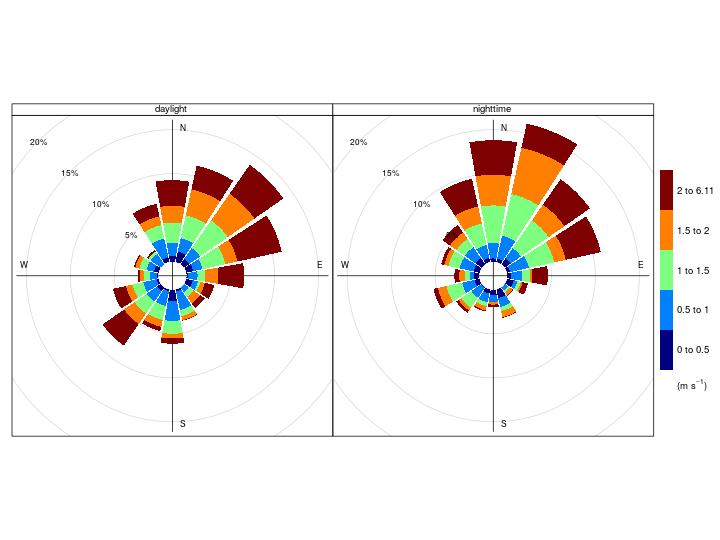 daylight
nighttime
20%
N
20%
N
15%
15%
10%
10%
5%
W
E
W
E
S
S
2 to 6.11
1.5 to 2
1 to 1.5
0.5 to 1
0 to 0.5
(m s⁻¹)